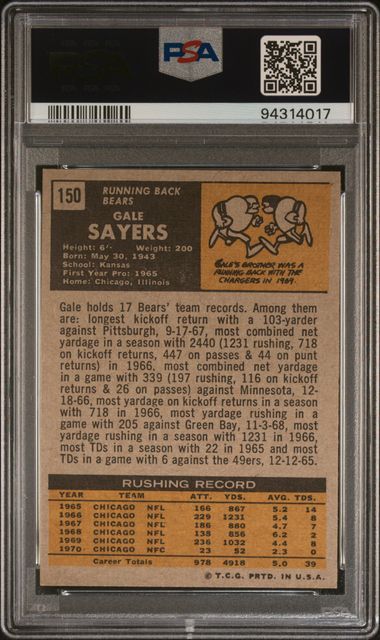 PSA
94314017
150
RUNNING BACK
BEARS
GALE
SAYERS
Height: 6'- Weight: 200
Born: May 30, 1943
School: Kansas
First Year Pro: 1965
Home: Chicago, Illinois
GALE'S BROTHER WAS A
RUNNING BACK WITH THE
CHARGERS IN 1969.
Gale holds 17 Bears' team records. Among them
are: longest kickoff return with a 103-yarder
against Pittsburgh, 9-17-67, most combined net
yardage in a season with 2440 (1231 rushing, 718
on kickoff returns, 447 on passes & 44 on punt
returns) in 1966, most combined net yardage
in a game with 339 (197 rushing, 116 on kickoff
returns & 26 on passes) against Minnesota, 12-
18-66, most yardage on kickoff returns in a season
with 718 in 1966, most yardage rushing in a
game with 205 against Green Bay, 11-3-68, most
yardage rushing in a season with 1231 in 1966,
most TDs in a season with 22 in 1965 and most
TDs in a game with 6 against the 49ers, 12-12-65.
RUSHING RECORD
YEAR TEAM ATT. YDS. AVG. TDS.
1965 CHICAGO NFL 166 867 5.2 14
1966 CHICAGO NFL 229 1231 5.4 8
1967 CHICAGO NFL 186 880 4.7 7
1968 CHICAGO NFL 138 856 6.2 2
1969 CHICAGO NFL 236 1032 4.4 8
1970 CHICAGO NFC 23 52 2.3 0
Career Totals 978 4918 5.0 39
© T.C.G. PRTD. IN U.S.A.